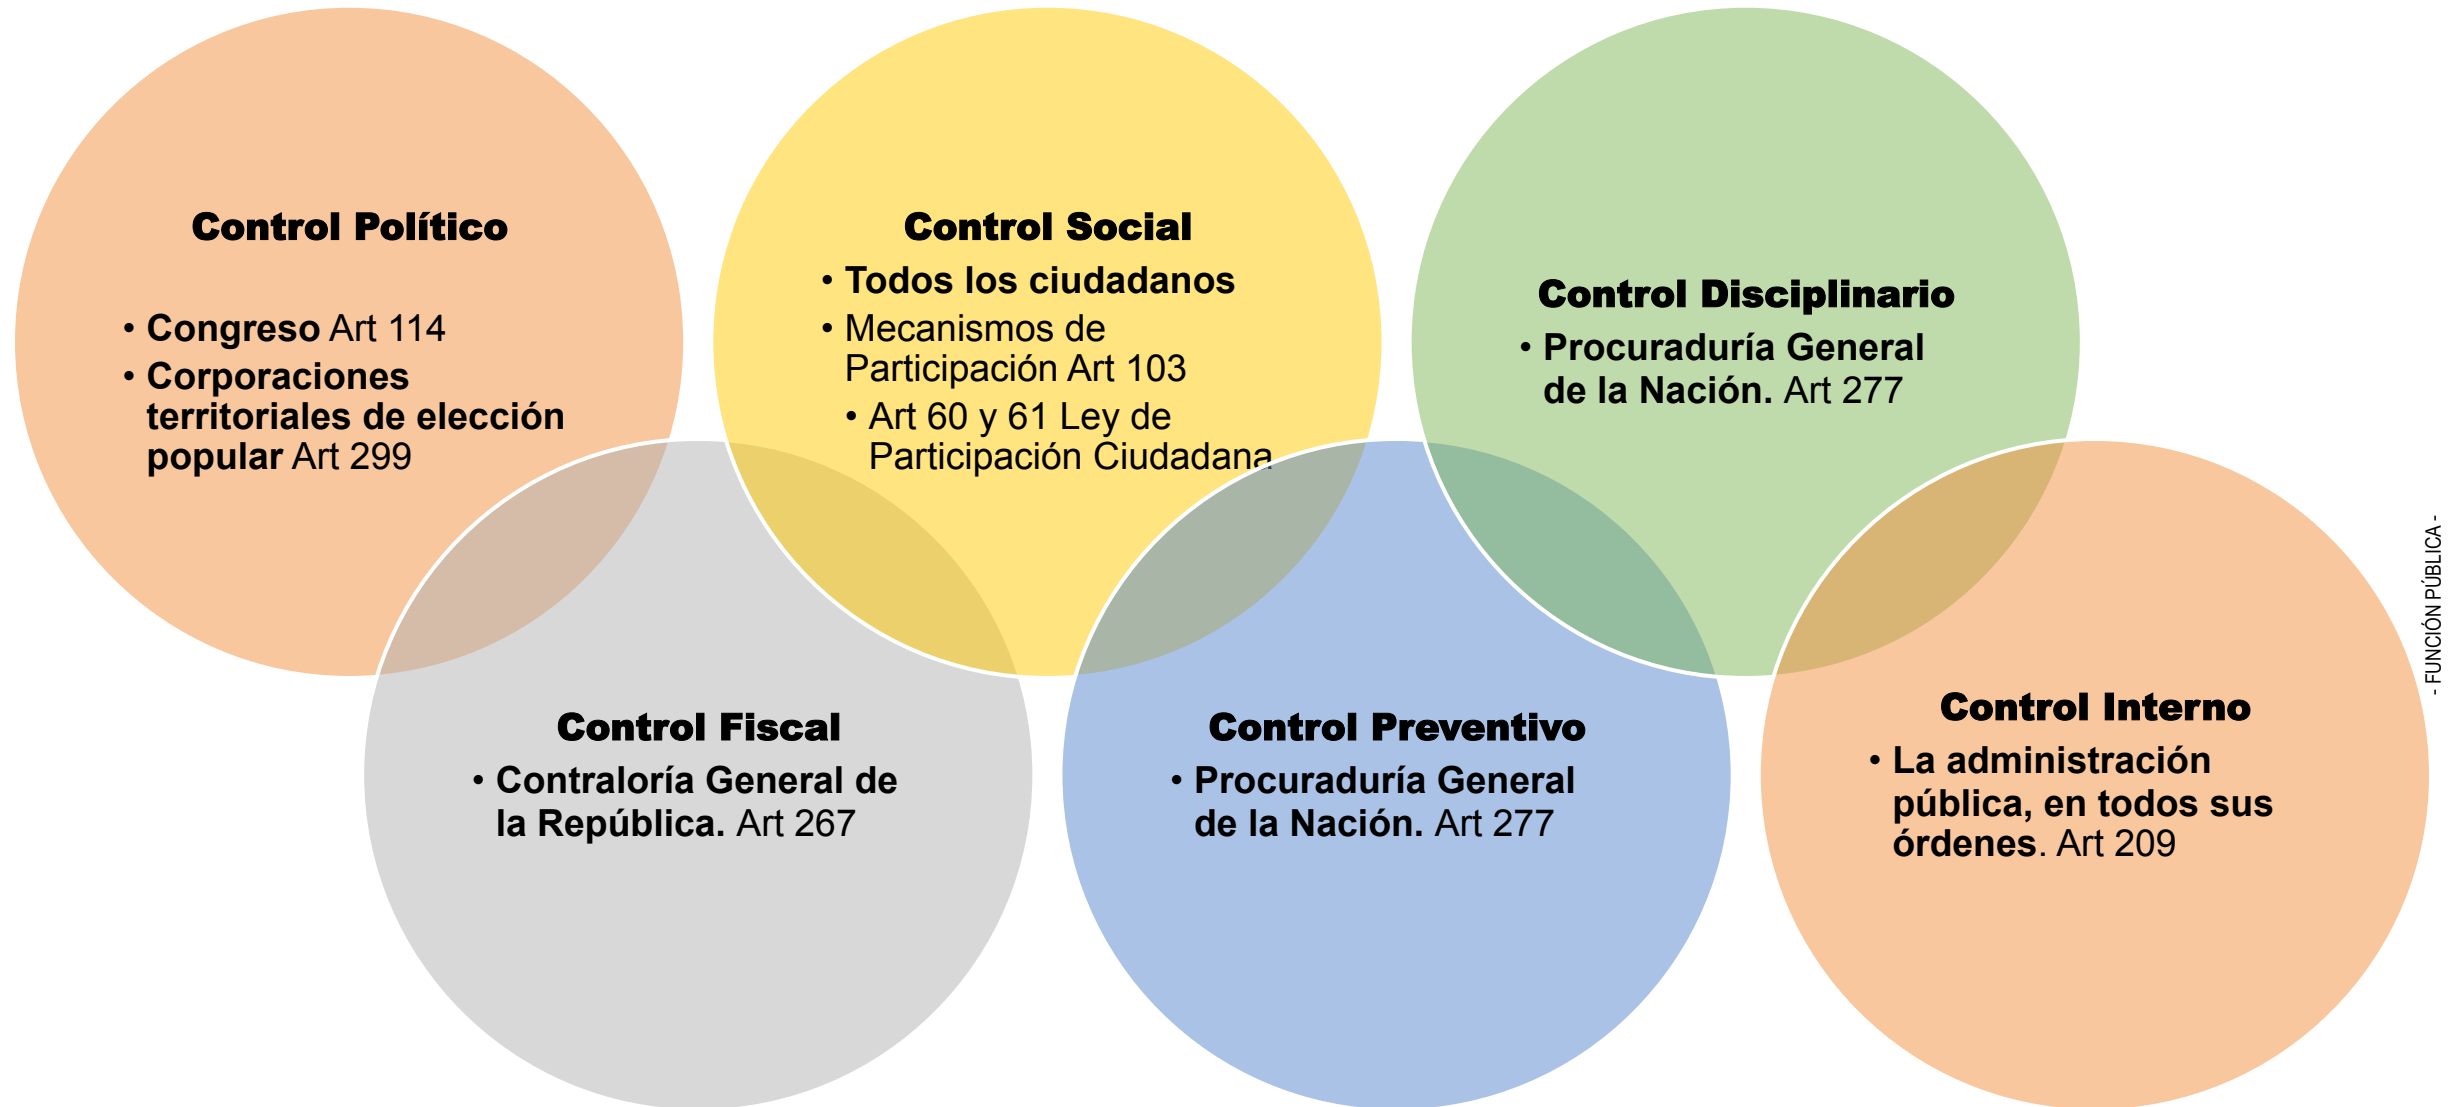 Control Político
• Congreso Art 114
• Corporaciones
territoriales de elección
popular Art 299
Control Fiscal
• Contraloría General de
la República. Art 267
Control Social
• Todos los ciudadanos
• Mecanismos de
Participación Art 103
• Art 60 y 61 Ley de
Participación Ciudadana
Control Preventivo
• Procuraduría General
de la Nación. Art 277
Control Disciplinario
• Procuraduría General
de la Nación. Art 277
Control Interno
• La administración
pública, en todos sus
órdenes. Art 209
- FUNCIÓN PÚBLICA -